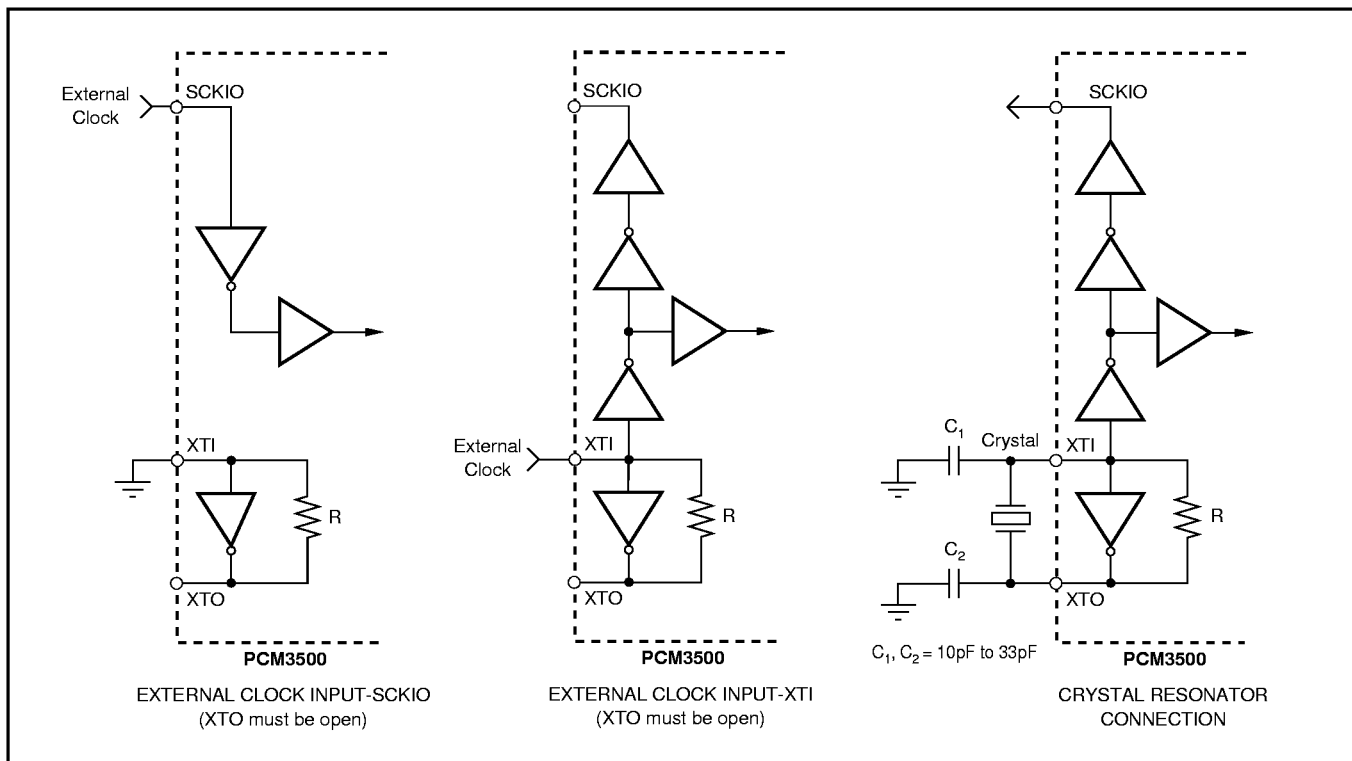 SCKIO
External
Clock
XTI
R
XTO
PCM3500
EXTERNAL CLOCK INPUT-SCKIO
(XTO must be open)
SCKIO
External
Clock
XTI
R
XTO
PCM3500
EXTERNAL CLOCK INPUT-XTI
(XTO must be open)
SCKIO
C₁
Crystal
XTI
R
C₂
XTO
C₁, C₂ = 10pF to 33pF
PCM3500
CRYSTAL RESONATOR
CONNECTION